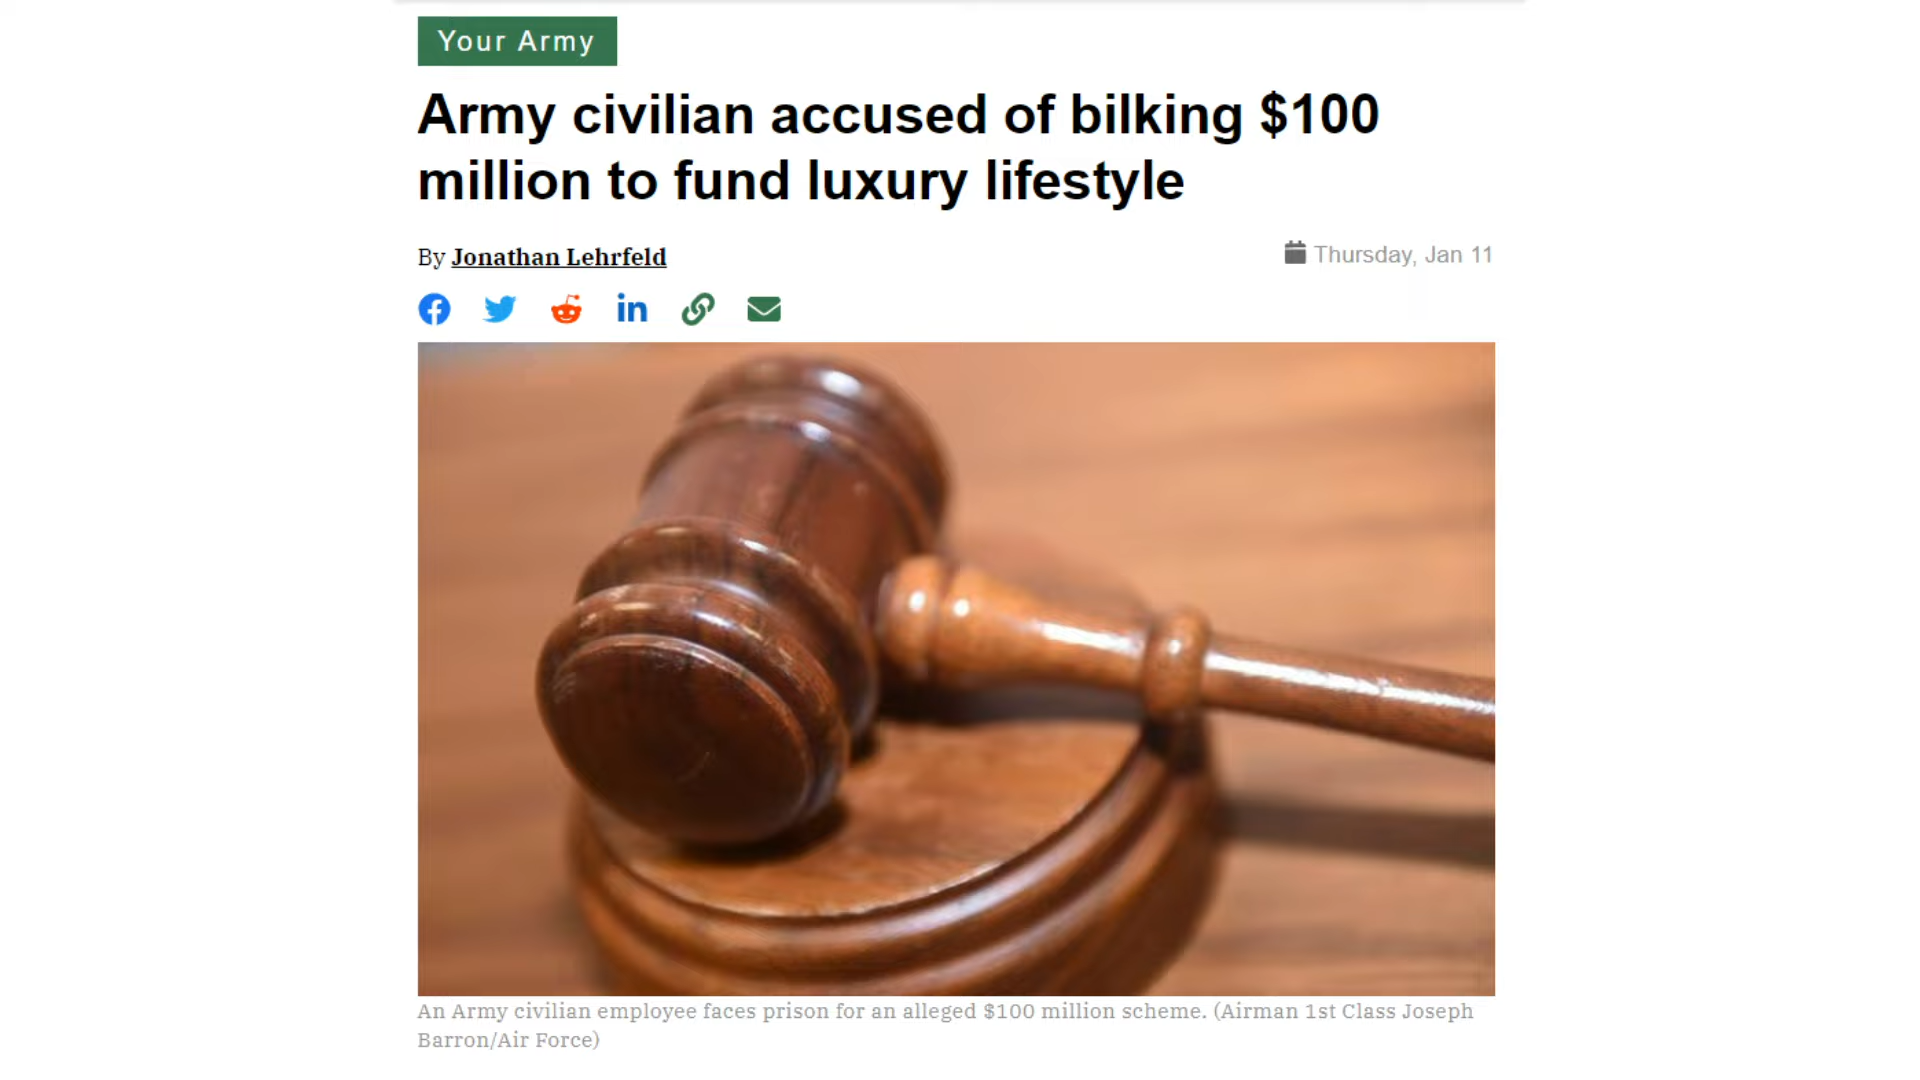 Your Army
Army civilian accused of bilking $100
million to fund luxury lifestyle
By Jonathan Lehrfeld
Thursday, Jan 11
in
An Army civilian employee faces prison for an alleged $100 million scheme. (Airman 1st Class Joseph
Barron/Air Force)